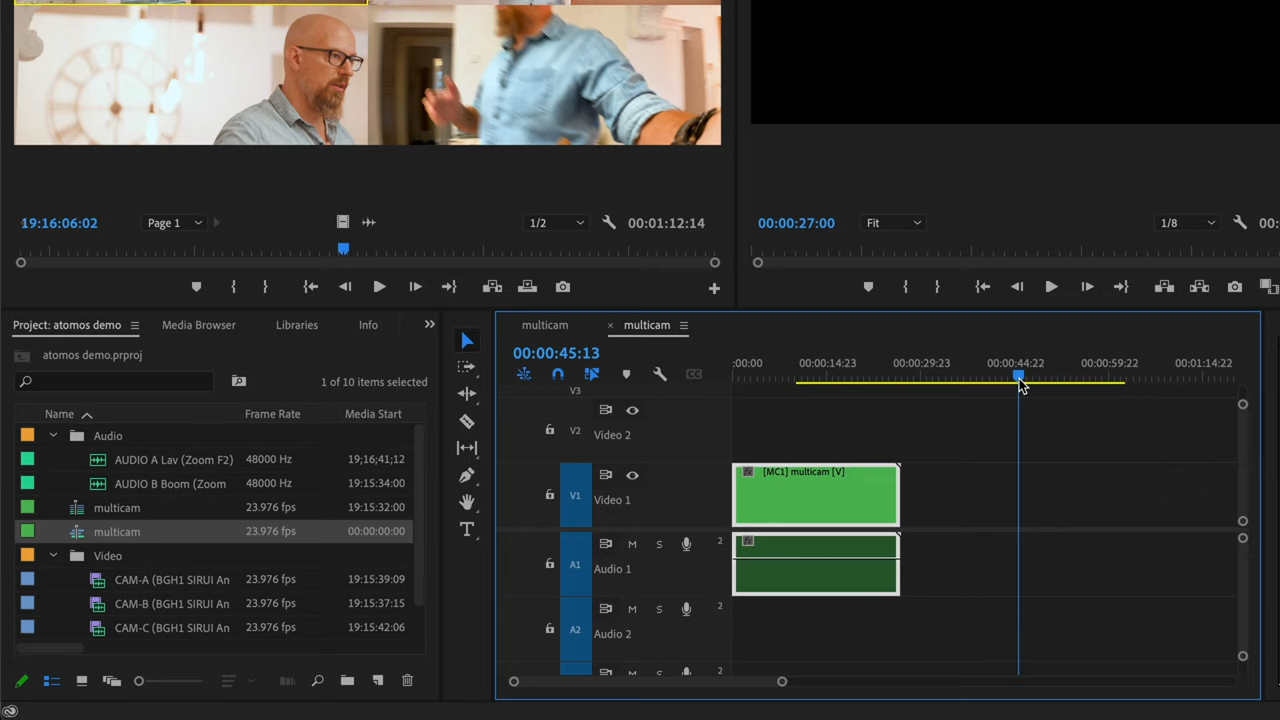 19:16:06:02
Page 1
1/2
00:01:12:14
00:00:27:00
Fit
1/8
00:
Project: atomos demo
Media Browser
Libraries
Info
atomos demo.prproj
1 of 10 items selected
Name
Frame Rate
Media Start
Audio
AUDIO A Lav (Zoom F2)
48000 Hz
19;16;41;12
AUDIO B Boom (Zoom
48000 Hz
19:15:34:00
multicam
23.976 fps
19:15:32:00
multicam
23.976 fps
00:00:00:00
Video
CAM-A (BGH1 SIRUI An
23.976 fps
19:15:39:09
CAM-B (BGH1 SIRUI An
23.976 fps
19:15:37:15
CAM-C (BGH1 SIRUI An
23.976 fps
19:15:42:06
multicam
× multicam
00:00:45:13
:00:00
00:00:14:23
00:00:29:23
00:00:44:22
00:00:59:22
00:01:14:22
V3
V2
Video 2
V1
Video 1
[MC1] multicam [V]
fx
A1
M
S
2
Audio 1
fx
A2
M
S
2
Audio 2
2